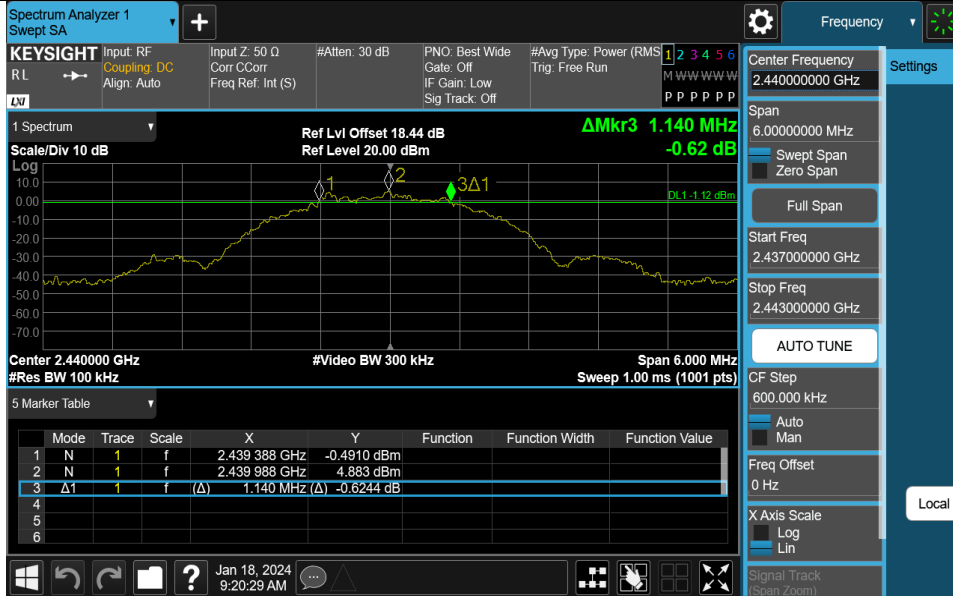 Spectrum Analyzer 1
Swept SA
+
Frequency
KEYSIGHT
RL
LXI
Input: RF
Coupling: DC
Align: Auto
Input Z: 50 Ω
Corr CCorr
Freq Ref: Int (S)
#Atten: 30 dB
PNO: Best Wide
Gate: Off
IF Gain: Low
Sig Track: Off
#Avg Type: Power (RMS
Trig: Free Run
1 2 3 4 5 6
M W W W W W
P P P P P P
1 Spectrum
Scale/Div 10 dB
Ref Lvl Offset 18.44 dB
Ref Level 20.00 dBm
ΔMkr3 1.140 MHz
-0.62 dB
Log
10.0
0.00
-10.0
-20.0
-30.0
-40.0
-50.0
-60.0
-70.0
1
2
3Δ1
DL1 -1.12 dBm
Center 2.440000 GHz
#Video BW 300 kHz
Span 6.000 MHz
#Res BW 100 kHz
Sweep 1.00 ms (1001 pts)
5 Marker Table
Mode Trace Scale X Y Function Function Width Function Value
1 N 1 f 2.439 388 GHz -0.4910 dBm
2 N 1 f 2.439 988 GHz 4.883 dBm
3 Δ1 1 f (Δ) 1.140 MHz (Δ) -0.6244 dB
4
5
6
?
Jan 18, 2024
9:20:29 AM
Center Frequency
2.440000000 GHz
Span
6.00000000 MHz
Swept Span
Zero Span
Full Span
Start Freq
2.437000000 GHz
Stop Freq
2.443000000 GHz
AUTO TUNE
CF Step
600.000 kHz
Auto
Man
Freq Offset
0 Hz
X Axis Scale
Log
Lin
Signal Track
(Span Zoom)
Settings
Local